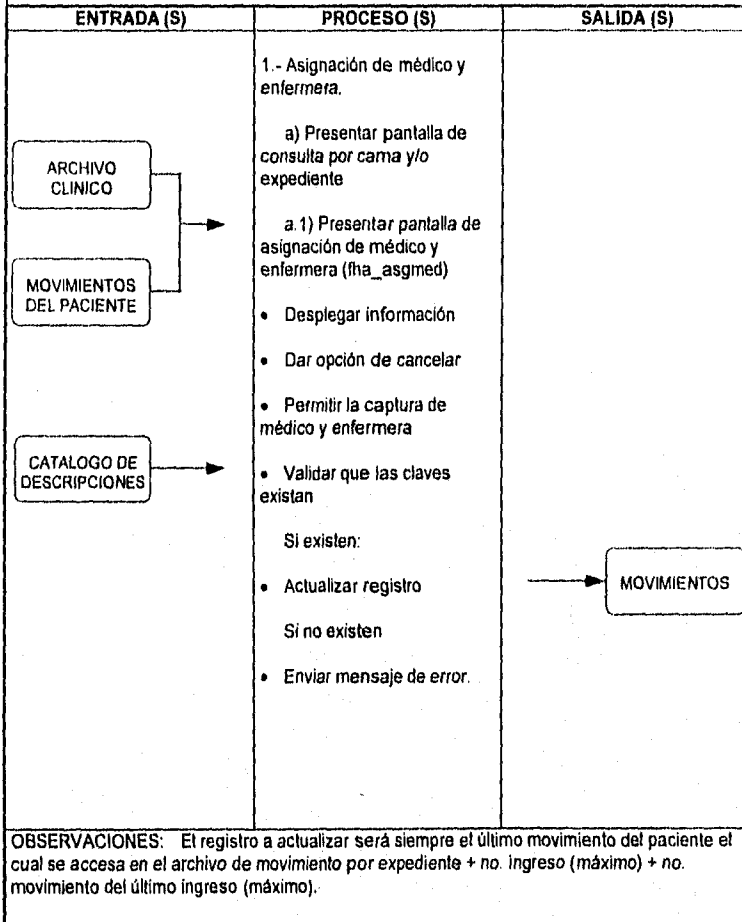 ENTRADA (S)
PROCESO (S)
SALIDA (S)
ARCHIVO
CLINICO
MOVIMIENTOS
DEL PACIENTE
CATALOGO DE
DESCRIPCIONES
1.- Asignación de médico y
enfermera.
a) Presentar pantalla de
consulta por cama y/o
expediente
a.1) Presentar pantalla de
asignación de médico y
enfermera (fha_asgmed)
• Desplegar información
• Dar opción de cancelar
• Permitir la captura de
médico y enfermera
• Validar que las claves
existan
Si existen:
• Actualizar registro
Si no existen
• Enviar mensaje de error.
MOVIMIENTOS
OBSERVACIONES: El registro a actualizar será siempre el último movimiento del paciente el
cual se accesa en el archivo de movimiento por expediente + no. ingreso (máximo) + no.
movimiento del último ingreso (máximo).